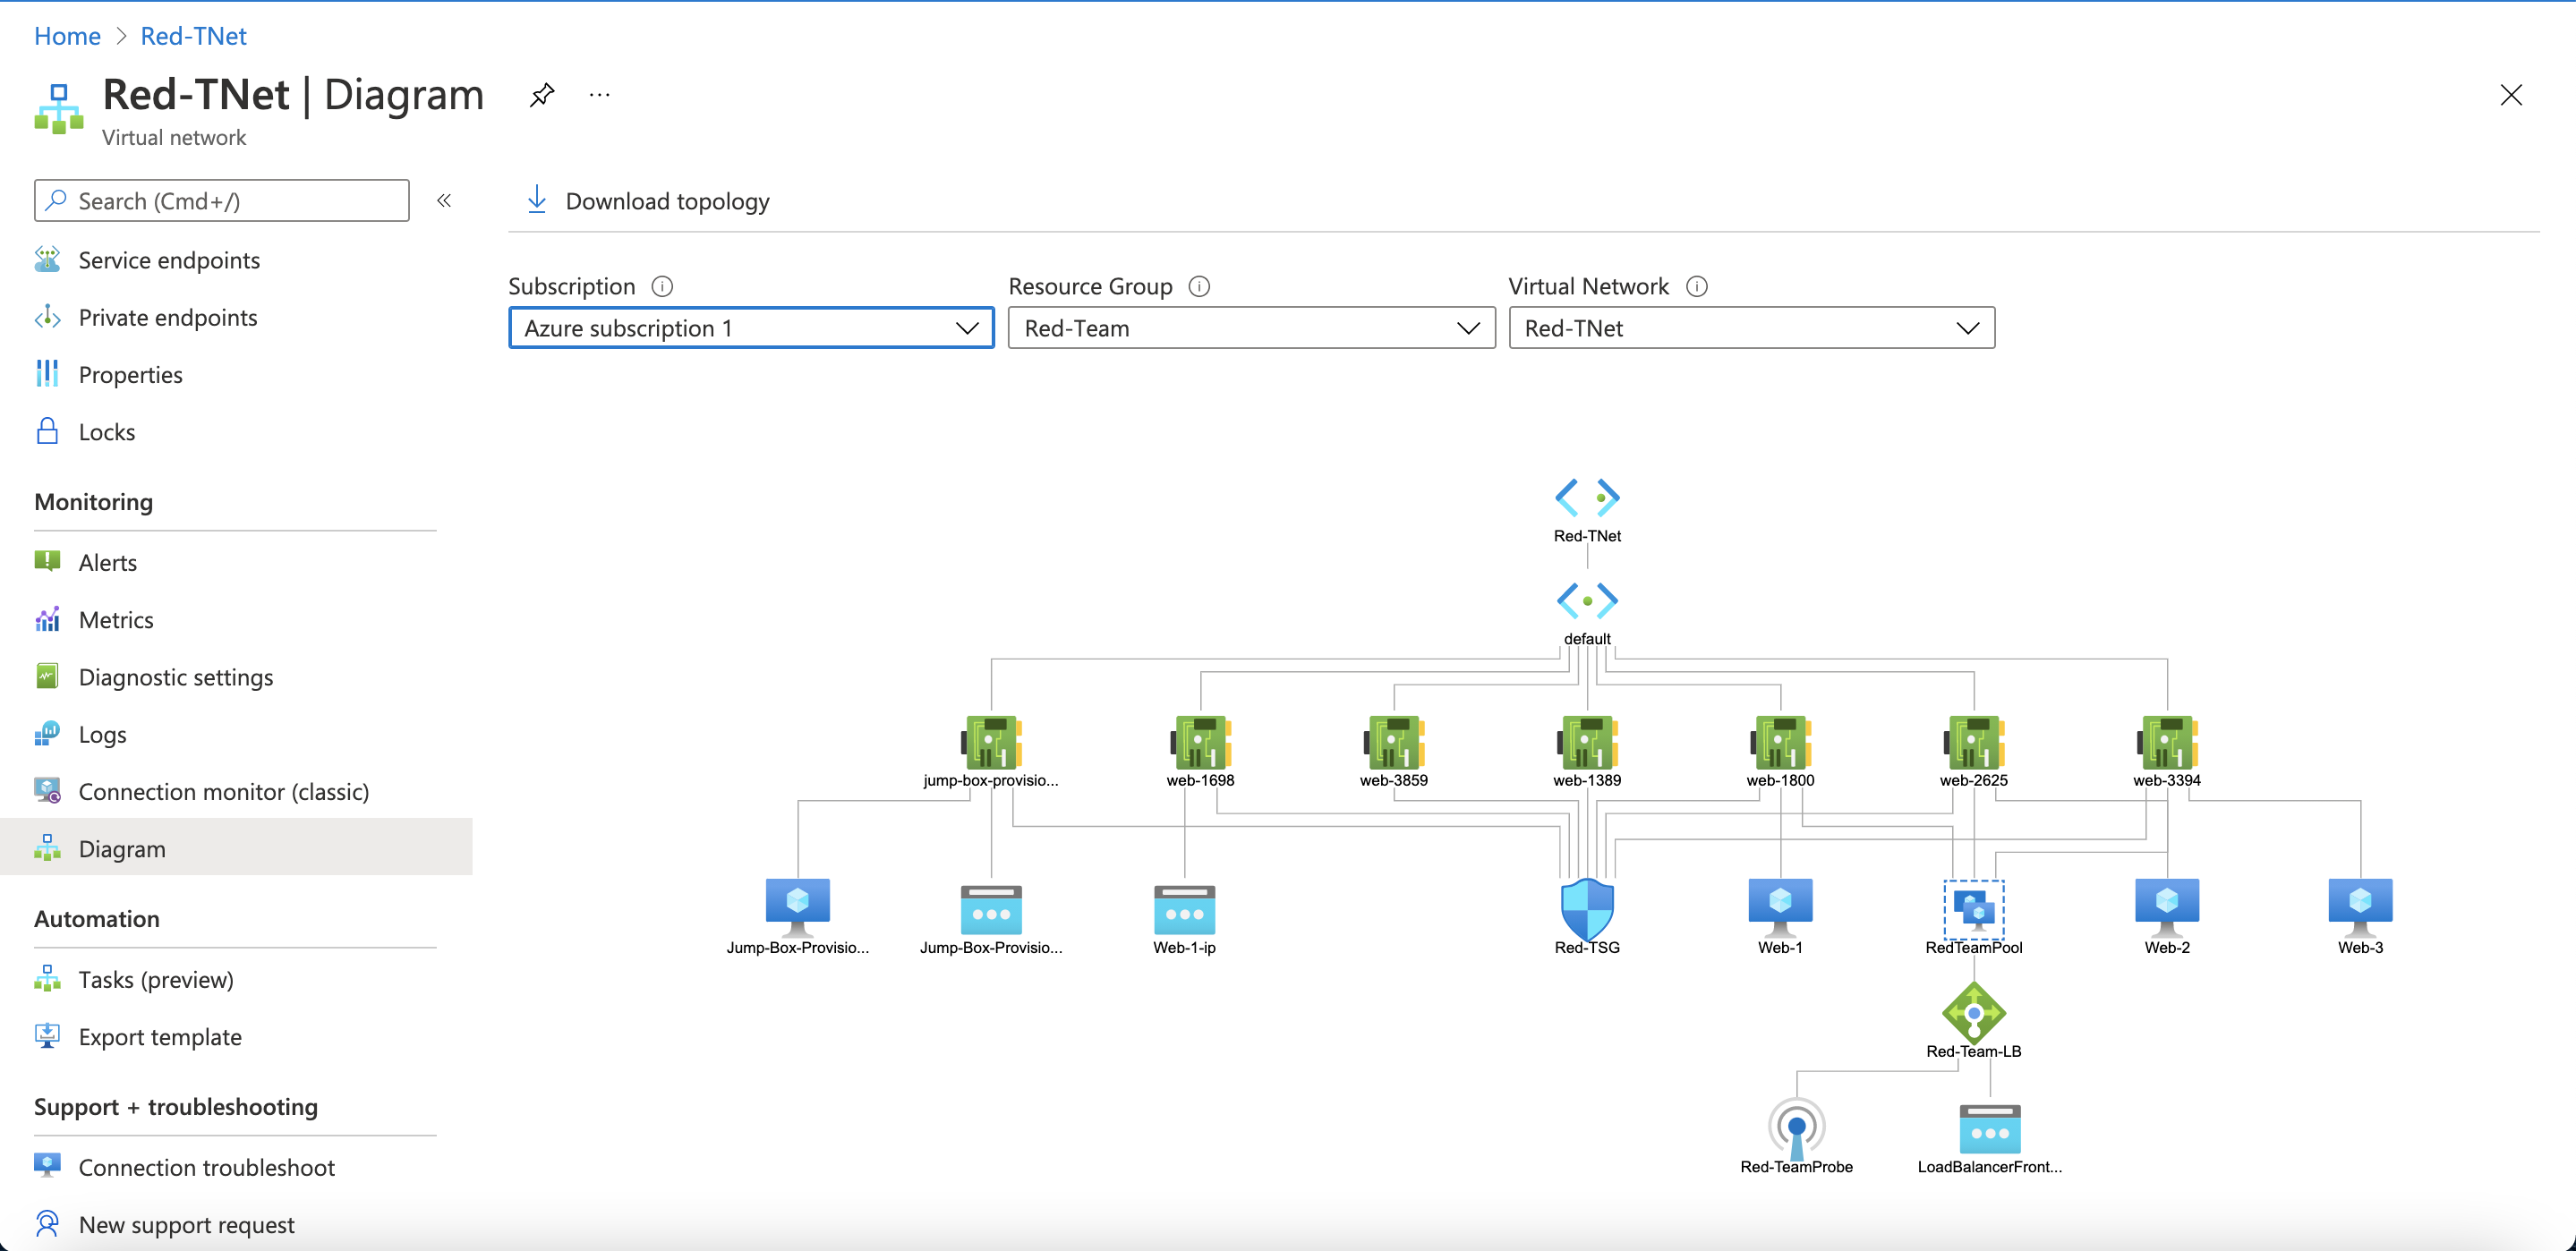 Home > Red-TNet
Red-TNet | Diagram
Virtual network
Search (Cmd+/)
Service endpoints
Private endpoints
Properties
Locks
Monitoring
Alerts
Metrics
Diagnostic settings
Logs
Connection monitor (classic)
Diagram
Automation
Tasks (preview)
Export template
Support + troubleshooting
Connection troubleshoot
New support request
Download topology
Subscription
Resource Group
Virtual Network
Azure subscription 1
Red-Team
Red-TNet
Red-TNet
default
jump-box-provisio...
web-1698
web-3859
web-1389
web-1800
web-2625
web-3394
Jump-Box-Provisio...
Jump-Box-Provisio...
Web-1-ip
Red-TSG
Web-1
RedTeamPool
Web-2
Web-3
Red-Team-LB
Red-TeamProbe
LoadBalancerFront...